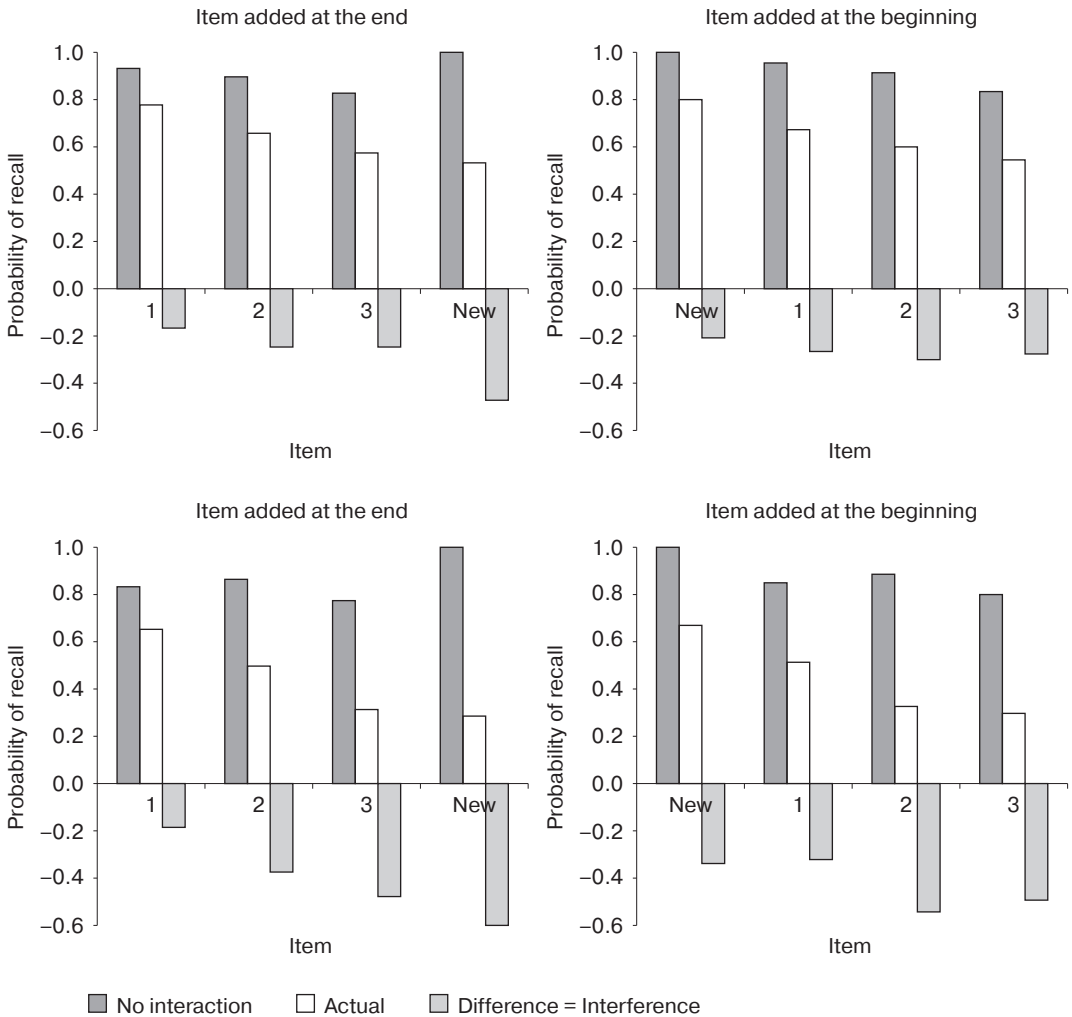 Item added at the end
Probability of recall
1.0
0.8
0.6
0.4
0.2
0.0
−0.2
−0.4
−0.6
1 2 3 New
Item
Item added at the beginning
Probability of recall
1.0
0.8
0.6
0.4
0.2
0.0
−0.2
−0.4
−0.6
New 1 2 3
Item
Item added at the end
Probability of recall
1.0
0.8
0.6
0.4
0.2
0.0
−0.2
−0.4
−0.6
1 2 3 New
Item
Item added at the beginning
Probability of recall
1.0
0.8
0.6
0.4
0.2
0.0
−0.2
−0.4
−0.6
New 1 2 3
Item
No interaction Actual Difference = Interference